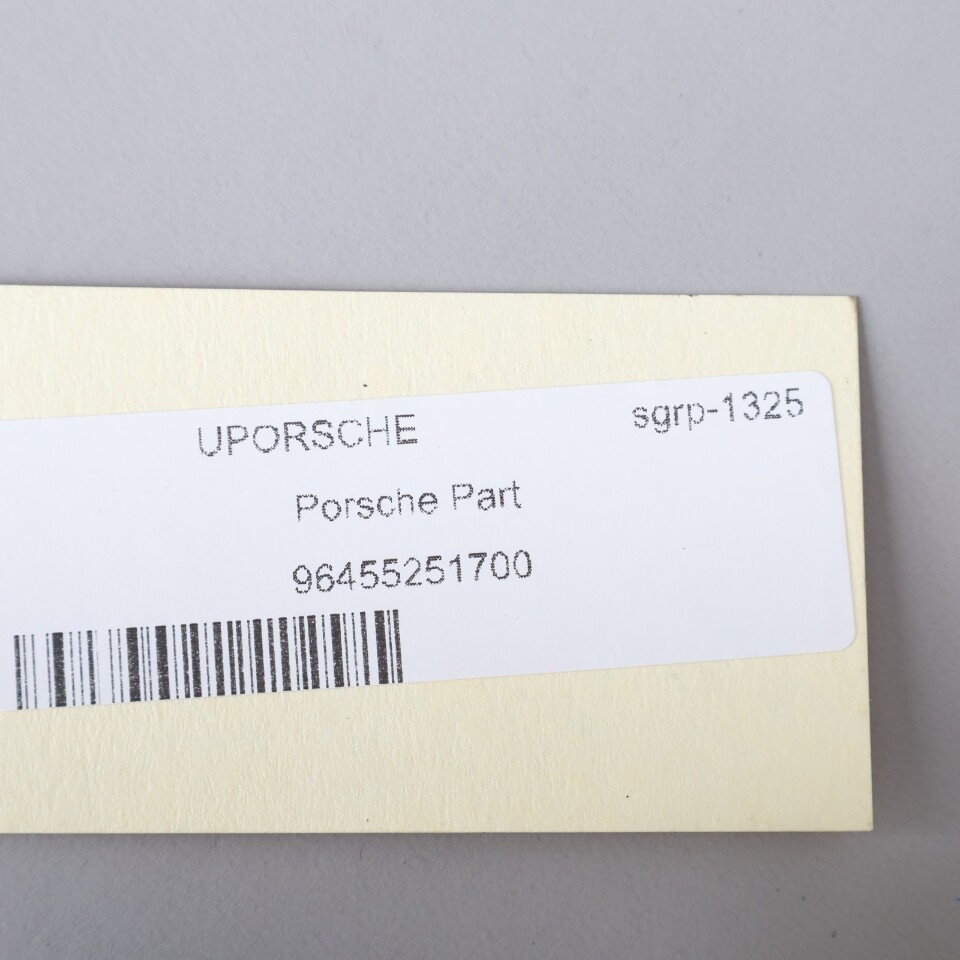 UPORSCHE
sgrp-1325
Porsche Part
96455251700